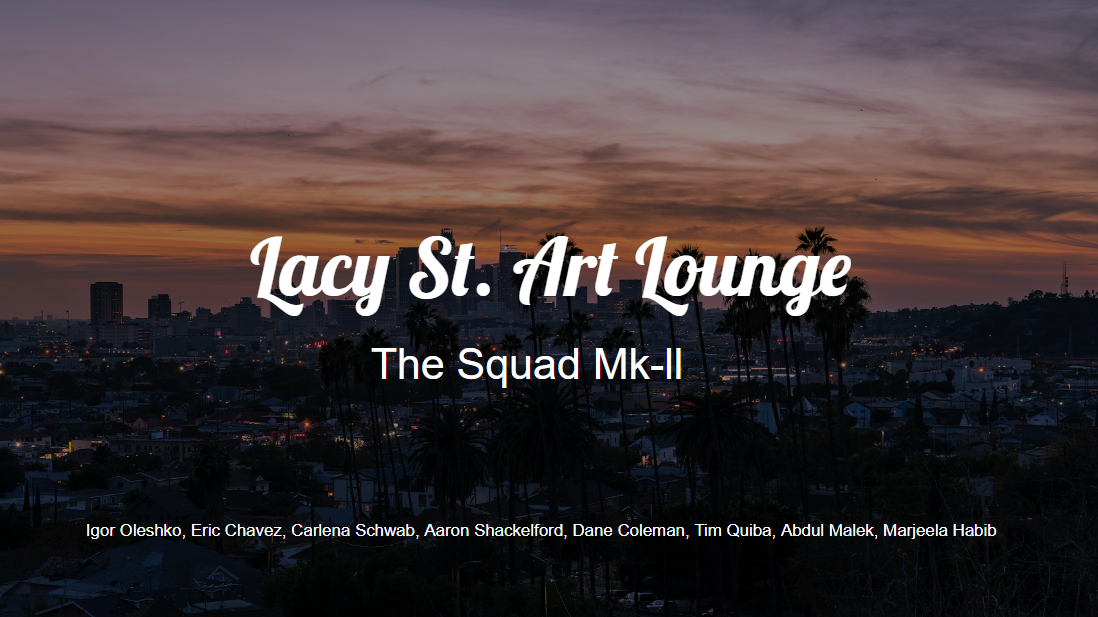 Lacy St. Art Lounge
The Squad Mk-II
Igor Oleshko, Eric Chavez, Carlena Schwab, Aaron Shackelford, Dane Coleman, Tim Quiba, Abdul Malek, Marjeela Habib